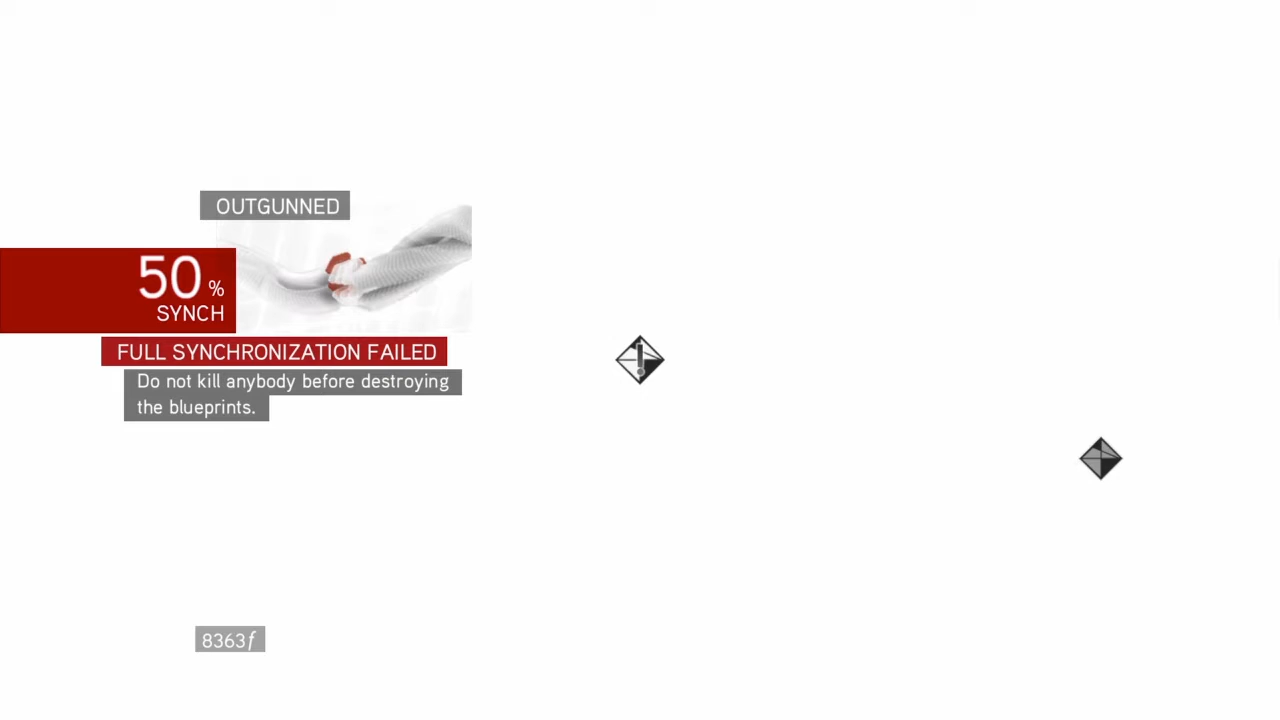 OUTGUNNED
50 %
SYNCH
FULL SYNCHRONIZATION FAILED
Do not kill anybody before destroying
the blueprints.
8363ƒ